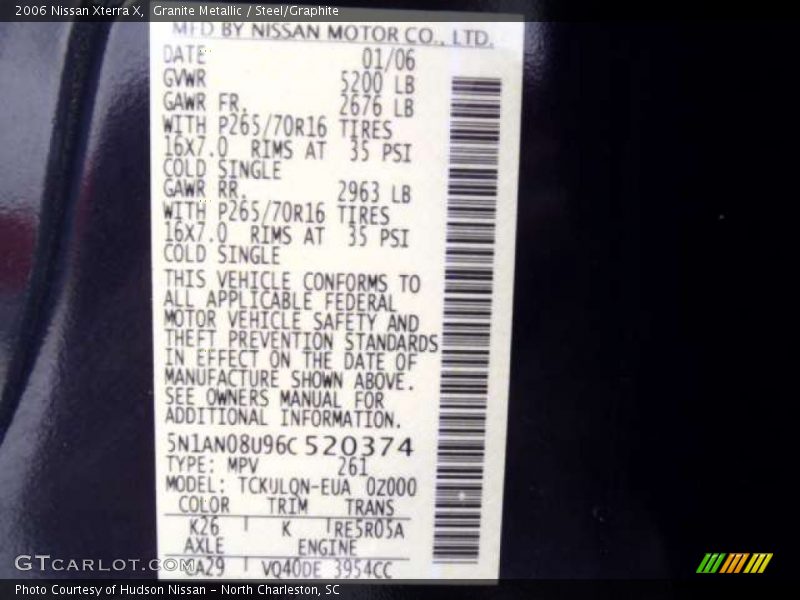 2006 Nissan Xterra X, Granite Metallic / Steel/Graphite
MFD BY NISSAN MOTOR CO., LTD.
DATE 01/06
GVWR 5200 LB
GAWR FR. 2676 LB
WITH P265/70R16 TIRES
16X7.0 RIMS AT 35 PSI
COLD SINGLE
GAWR RR. 2963 LB
WITH P265/70R16 TIRES
16X7.0 RIMS AT 35 PSI
COLD SINGLE
THIS VEHICLE CONFORMS TO
ALL APPLICABLE FEDERAL
MOTOR VEHICLE SAFETY AND
THEFT PREVENTION STANDARDS
IN EFFECT ON THE DATE OF
MANUFACTURE SHOWN ABOVE.
SEE OWNERS MANUAL FOR
ADDITIONAL INFORMATION.
5N1AN08U96C520374
TYPE: MPV 261
MODEL: TCKULQN-EUA 0Z000
COLOR TRIM TRANS
K26 K RE5R05A
AXLE ENGINE
CA29 VQ40DE 3954CC
GTCarLot.com
Photo Courtesy of Hudson Nissan - North Charleston, SC